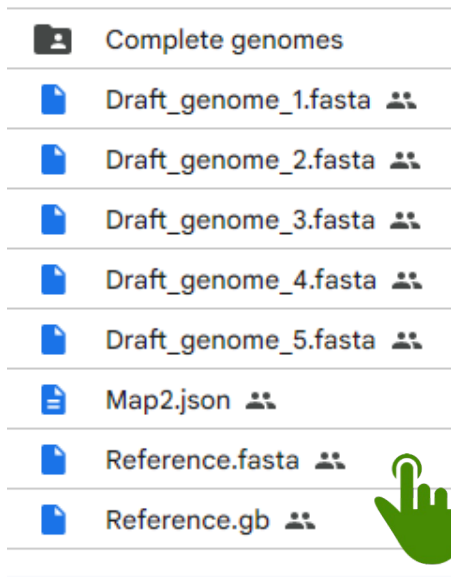 Complete genomes
Draft_genome_1.fasta
Draft_genome_2.fasta
Draft_genome_3.fasta
Draft_genome_4.fasta
Draft_genome_5.fasta
Map2.json
Reference.fasta
Reference.gb